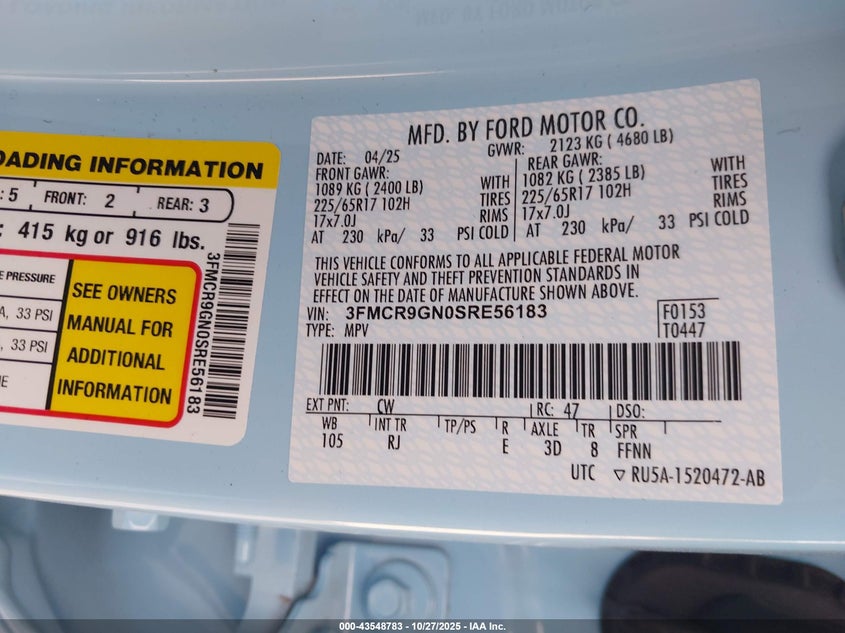 OADING INFORMATION
: 5 FRONT: 2 REAR: 3
: 415 kg or 916 lbs.
E PRESSURE
A, 33 PSI
, 33 PSI
E
SEE OWNERS
MANUAL FOR
ADDITIONAL
INFORMATION
3FMCR9GN0SRE56183
MFD. BY FORD MOTOR CO.
DATE: 04/25 GVWR: 2123 KG ( 4680 LB)
FRONT GAWR: REAR GAWR:
1089 KG ( 2400 LB) WITH 1082 KG ( 2385 LB) WITH
225/65R17 102H TIRES 225/65R17 102H TIRES
17x7.0J RIMS 17x7.0J RIMS
AT 230 kPa/ 33 PSI COLD AT 230 kPa/ 33 PSI COLD
THIS VEHICLE CONFORMS TO ALL APPLICABLE FEDERAL MOTOR
VEHICLE SAFETY AND THEFT PREVENTION STANDARDS IN
EFFECT ON THE DATE OF MANUFACTURE SHOWN ABOVE.
VIN: 3FMCR9GN0SRE56183 F0153
TYPE: MPV T0447
EXT PNT: CW RC: 47 DSO:
WB INT TR TP/PS R AXLE TR SPR
105 RJ E 3D 8 FFNN
UTC ▽ RU5A-1520472-AB
000-43548783 - 10/27/2025 - IAA Inc.